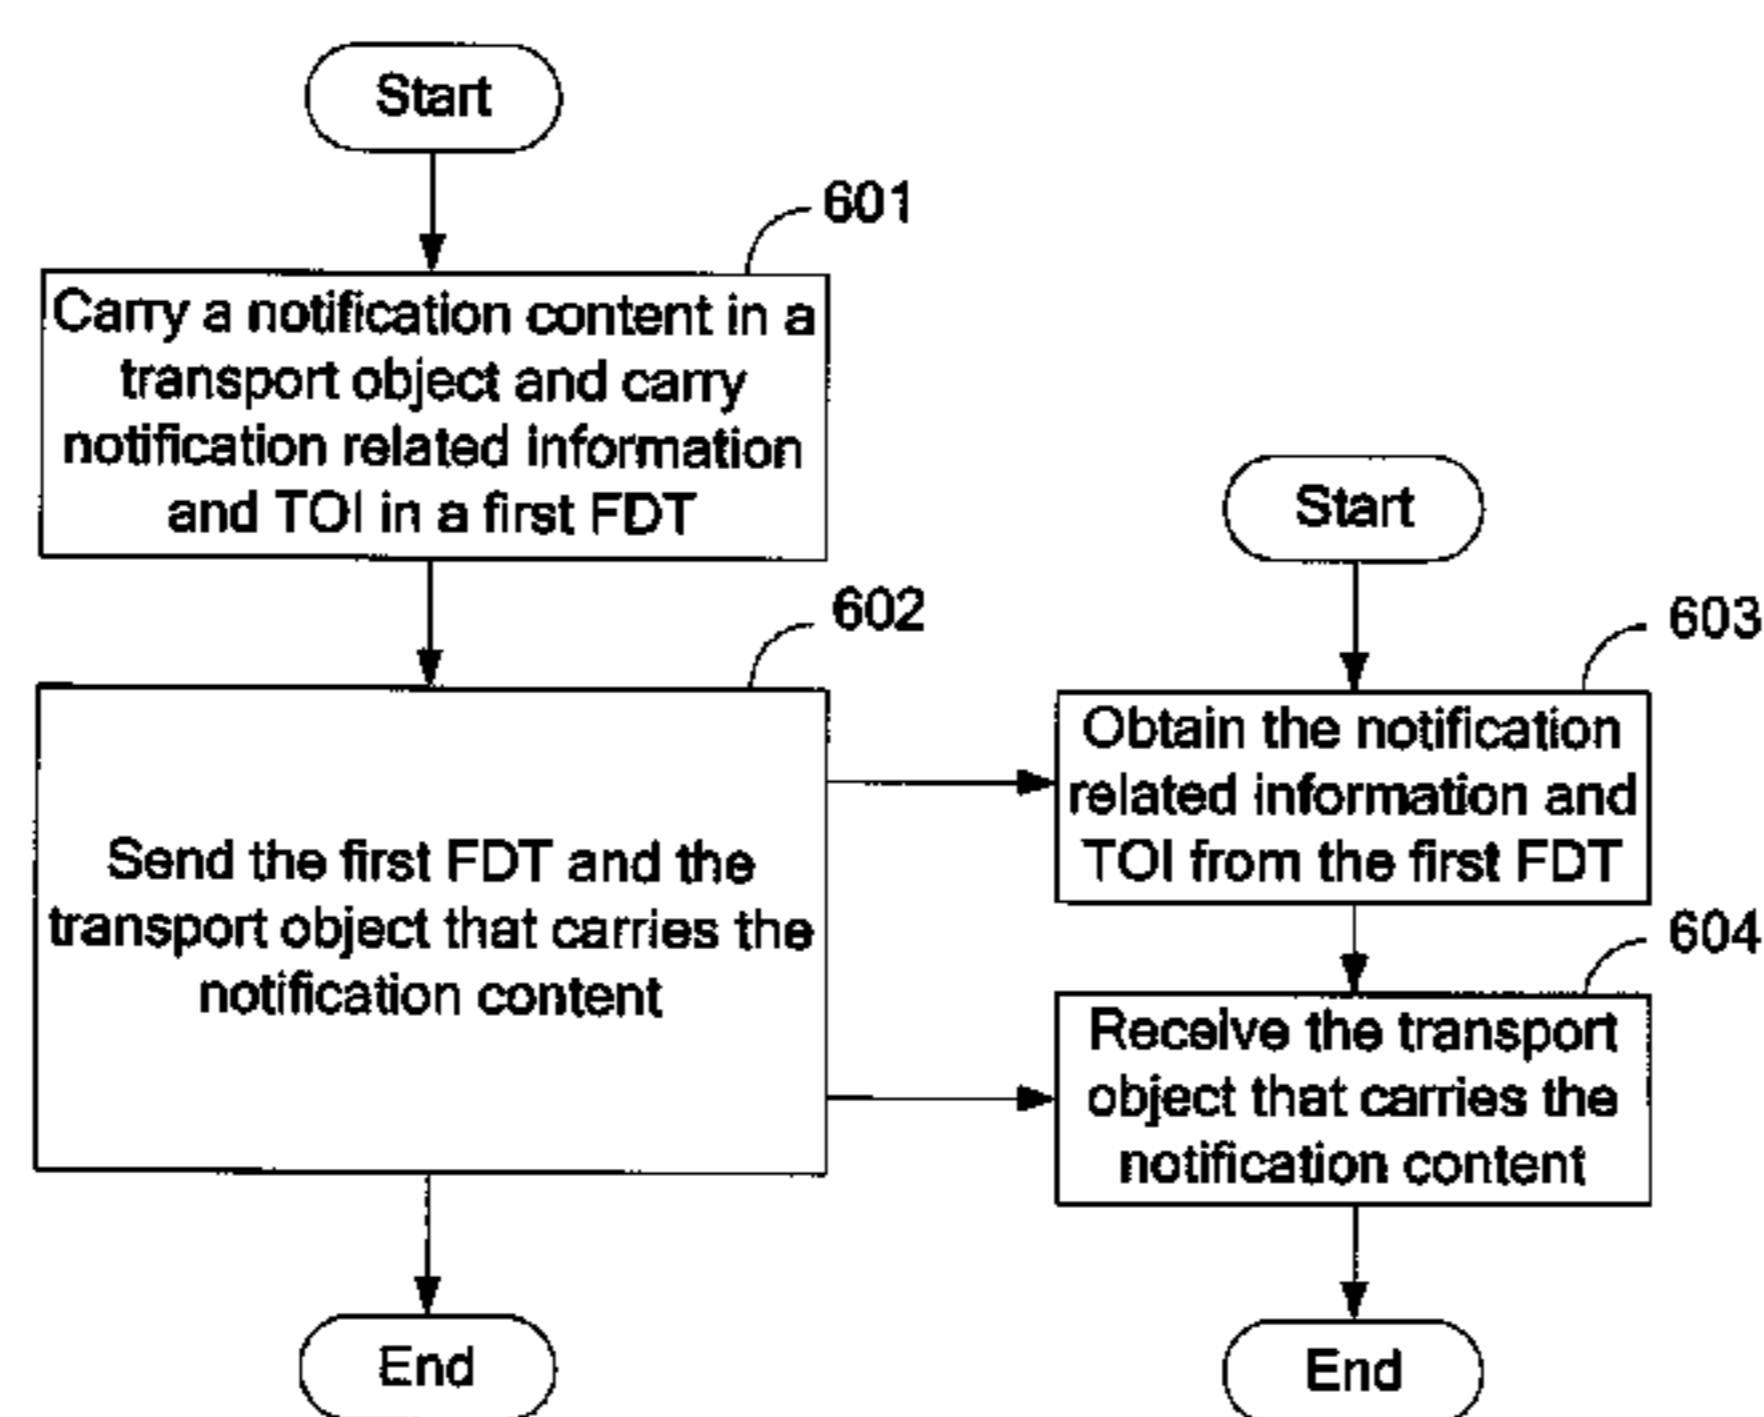 Start
601
Carry a notification content in a
transport object and carry
notification related information
and TOI in a first FDT
602
Send the first FDT and the
transport object that carries the
notification content
End
Start
603
Obtain the notification
related information and
TOI from the first FDT
604
Receive the transport
object that carries the
notification content
End